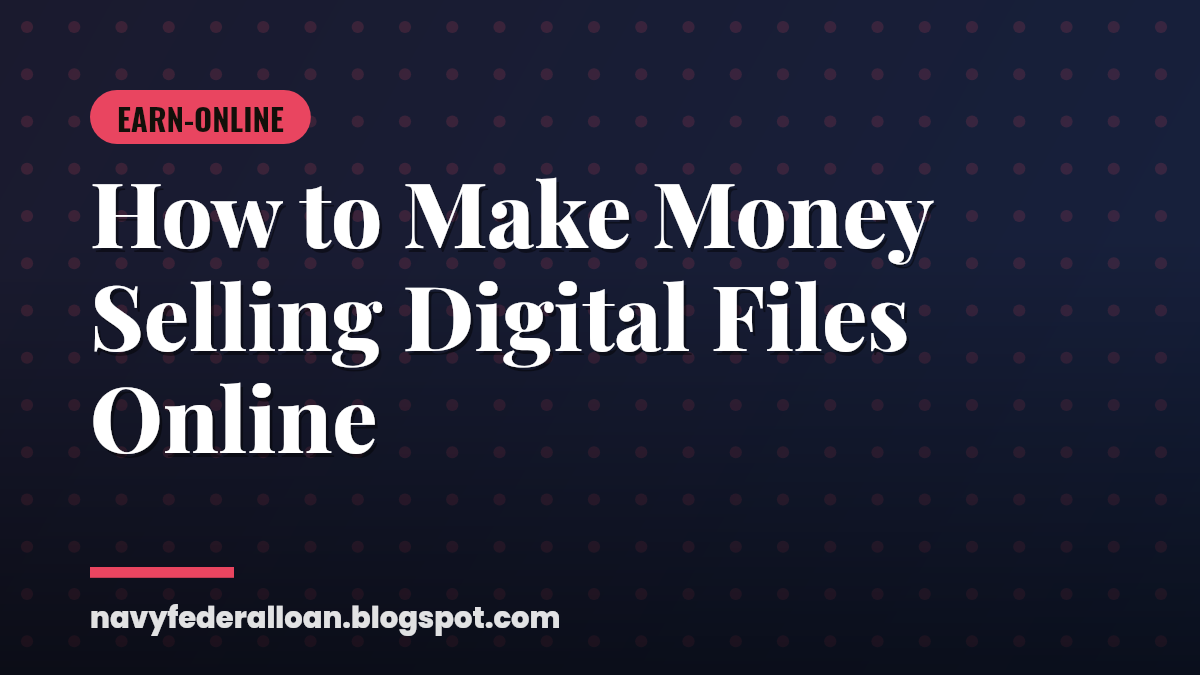 EARN-ONLINE
How to Make Money
Selling Digital Files
Online
navyfederalloan.blogspot.com